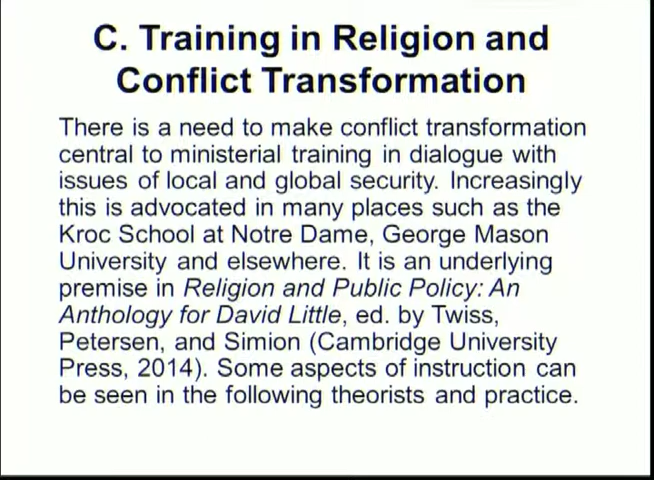 C. Training in Religion and
Conflict Transformation
There is a need to make conflict transformation
central to ministerial training in dialogue with
issues of local and global security. Increasingly
this is advocated in many places such as the
Kroc School at Notre Dame, George Mason
University and elsewhere. It is an underlying
premise in Religion and Public Policy: An
Anthology for David Little, ed. by Twiss,
Petersen, and Simion (Cambridge University
Press, 2014). Some aspects of instruction can
be seen in the following theorists and practice.